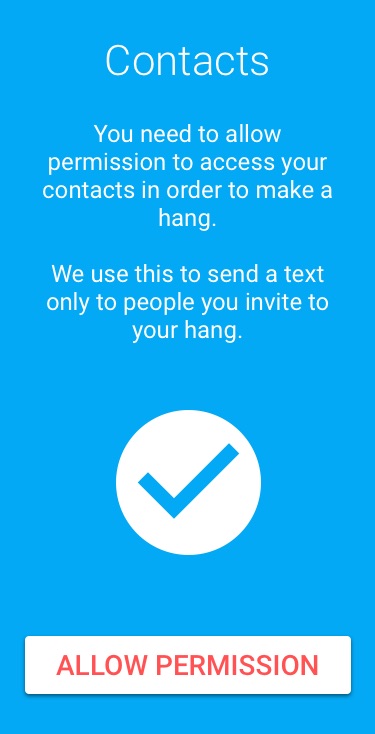 Contacts
You need to allow
permission to access your
contacts in order to make a
hang.
We use this to send a text
only to people you invite to
your hang.
ALLOW PERMISSION